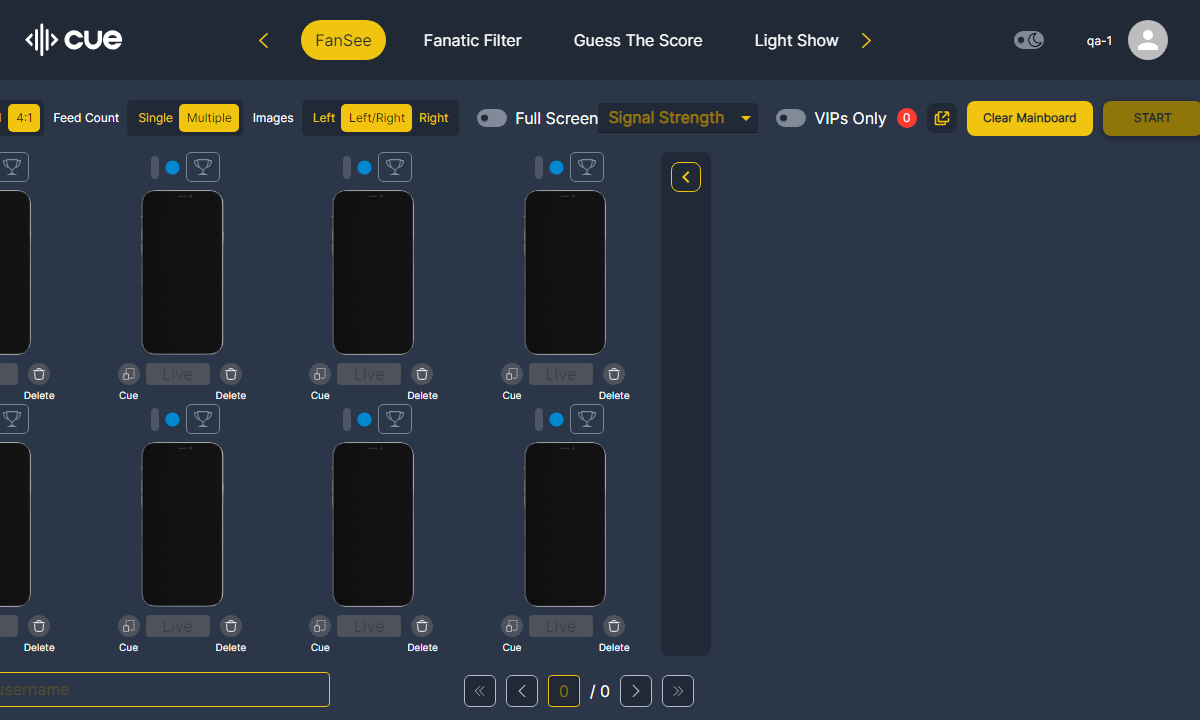 cue
FanSee
Fanatic Filter
Guess The Score
Light Show
qa-1
4:1
Feed Count
Single
Multiple
Images
Left
Left/Right
Right
Full Screen
Signal Strength
VIPs Only
0
Clear Mainboard
START
Live
Live
Live
Delete
Cue
Delete
Cue
Delete
Cue
Delete
Live
Live
Live
Delete
Cue
Delete
Cue
Delete
Cue
Delete
username
0
/ 0